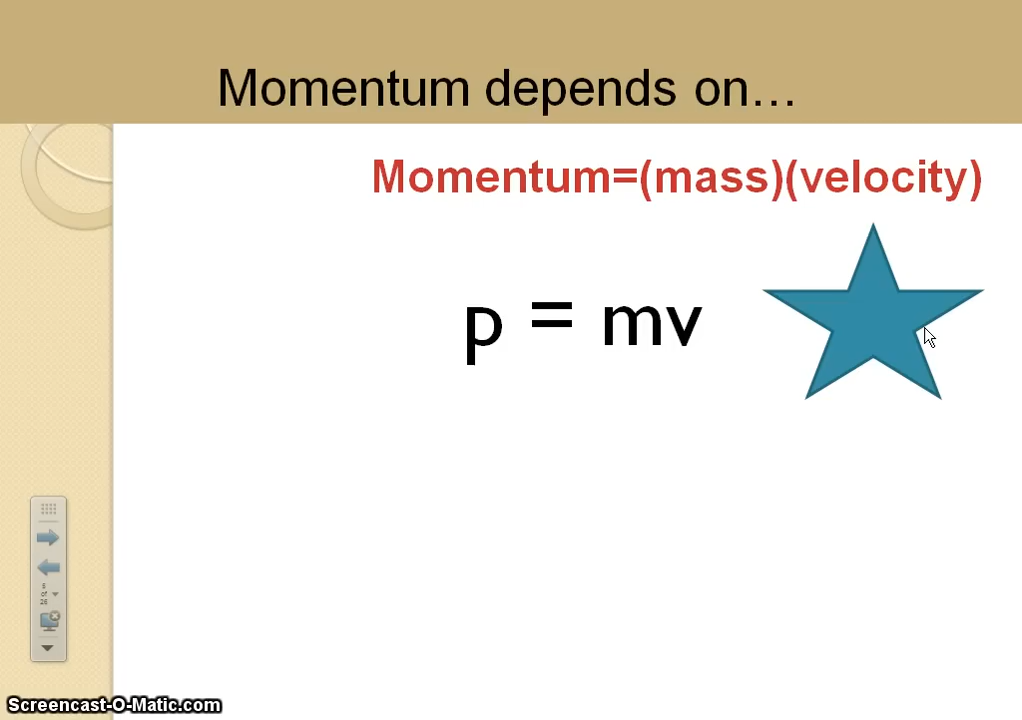 Momentum depends on...
Momentum=(mass)(velocity)
p = mv
Screencast-O-Matic.com